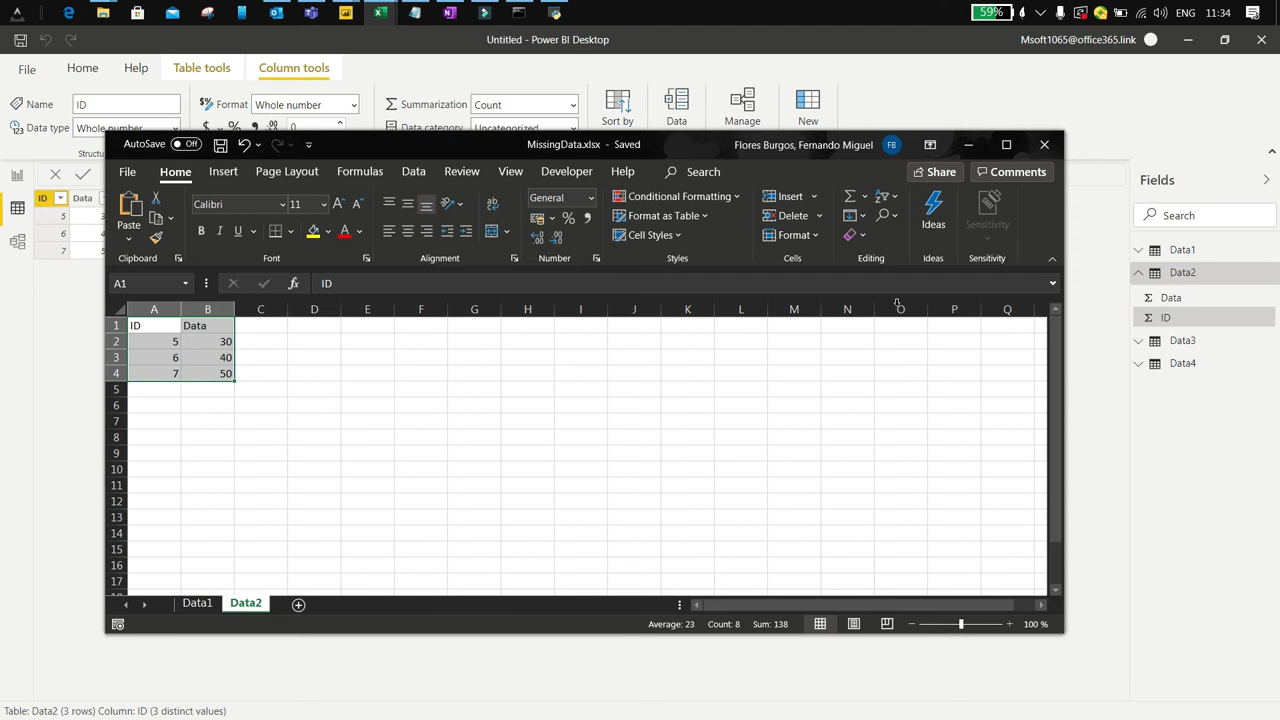 59% ENG 11:34
Untitled - Power BI Desktop Msoft1065@office365.link
File Home Help Table tools Column tools
Name ID Format Whole number Summarization Count
Data type Whole number $ % 0 Data category Uncategorized Sort by Data Manage New
ID Data
5
6
7
AutoSave Off MissingData.xlsx - Saved Flores Burgos, Fernando Miguel FB
File Home Insert Page Layout Formulas Data Review View Developer Help Search Share Comments
Paste Calibri 11 General Conditional Formatting Insert Ideas Sensitivity
B I U A % Format as Table Delete
Cell Styles Format
Clipboard Font Alignment Number Styles Cells Editing Ideas Sensitivity
A1 fx ID
A B C D E F G H I J K L M N O P Q
1 ID Data
2 5 30
3 6 40
4 7 50
5
6
7
8
9
10
11
12
13
14
15
16
17
Data1 Data2
Average: 23 Count: 8 Sum: 138 100 %
Fields
Search
Data1
Data2
Data
ID
Data3
Data4
Table: Data2 (3 rows) Column: ID (3 distinct values)